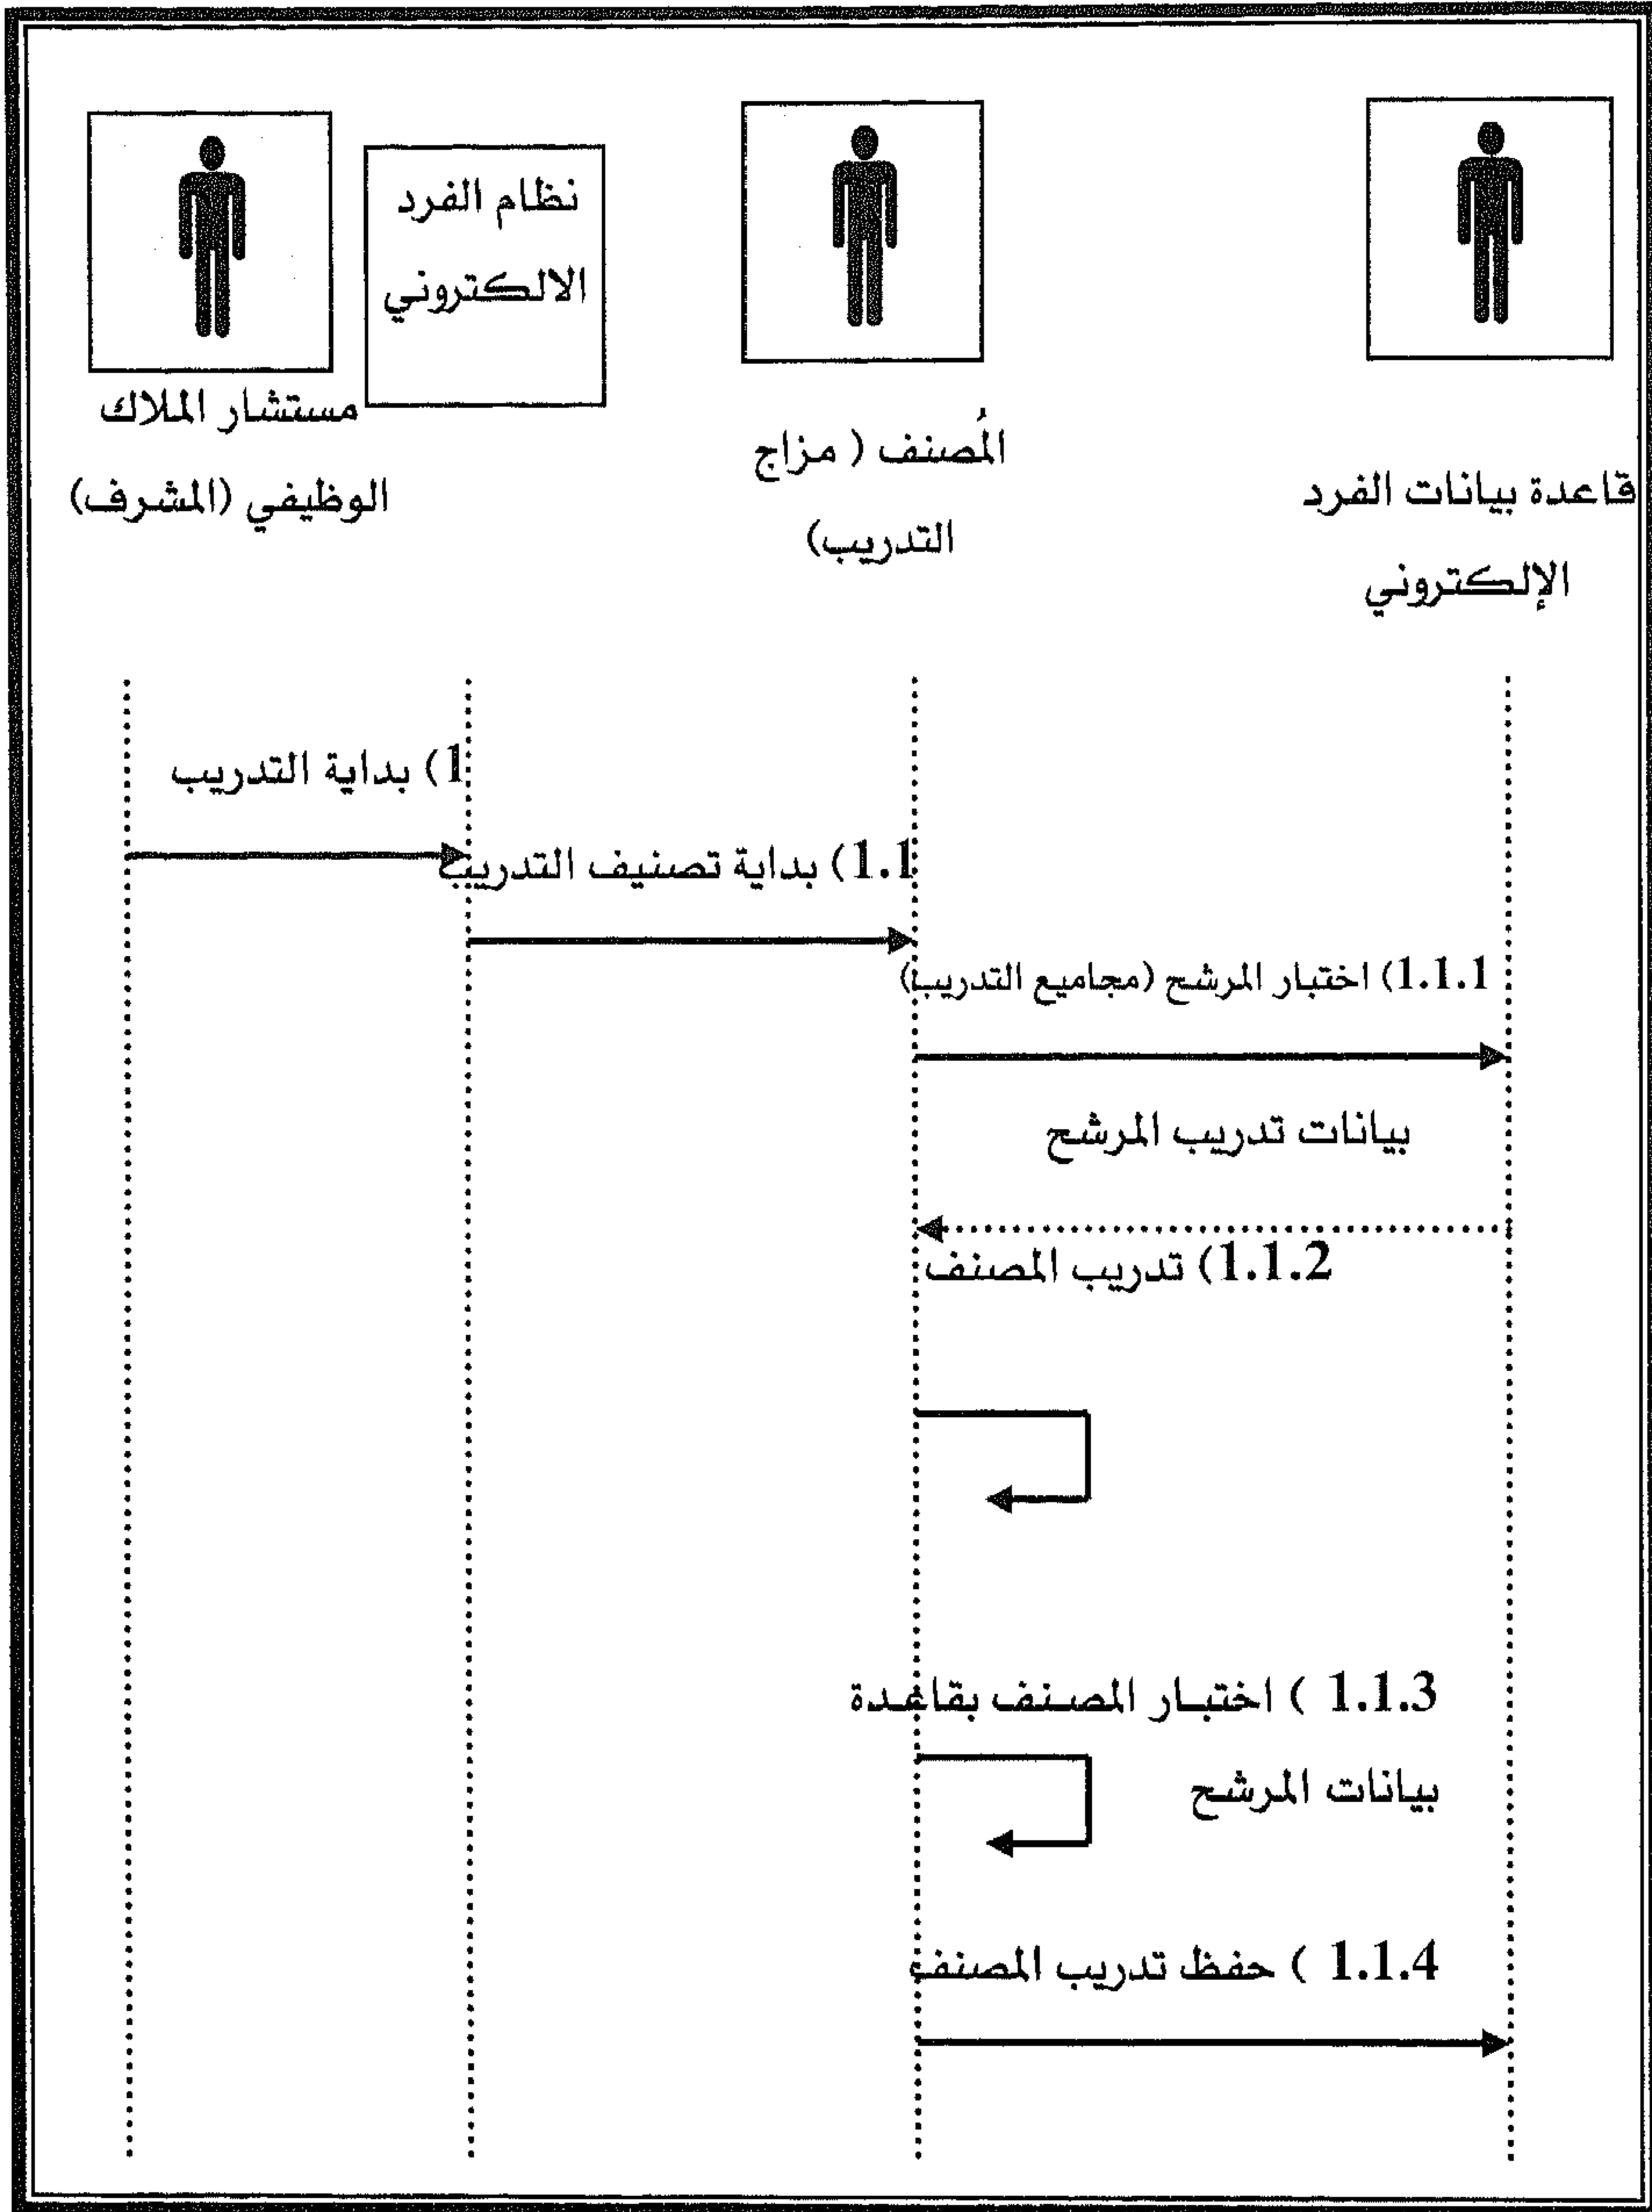 نظام الفرد
الالكتروني
مستشار الملاك
الوظيفي (المشرف)
المُصنف ( مزاج
التدريب)
قاعدة بيانات الفرد
الإلكتروني
1) بداية التدريب
1.1) بداية تصنيف التدريب
1.1.1) اختبار المرشح (مجاميع التدريب)
بيانات تدريب المرشح
1.1.2) تدريب المصنف
1.1.3 ) اختبار المصنف بقاعدة
بيانات المرشح
1.1.4 ) حفظ تدريب المصنف